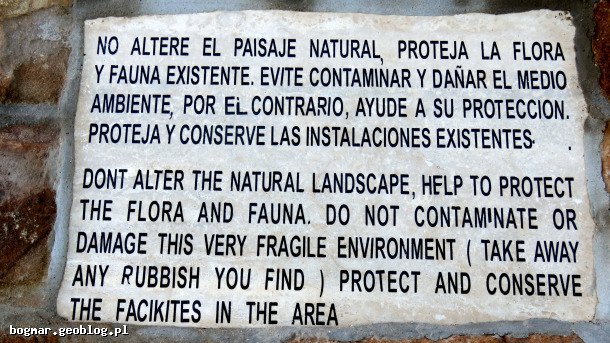 NO ALTERE EL PAISAJE NATURAL, PROTEJA LA FLORA
Y FAUNA EXISTENTE. EVITE CONTAMINAR Y DAÑAR EL MEDIO
AMBIENTE, POR EL CONTRARIO, AYUDE A SU PROTECCION.
PROTEJA Y CONSERVE LAS INSTALACIONES EXISTENTES.
DONT ALTER THE NATURAL LANDSCAPE, HELP TO PROTECT
THE FLORA AND FAUNA. DO NOT CONTAMINATE OR
DAMAGE THIS VERY FRAGILE ENVIRONMENT ( TAKE AWAY
ANY RUBBISH YOU FIND ) PROTECT AND CONSERVE
THE FACIKITES IN THE AREA
bogmar.geoblog.pl